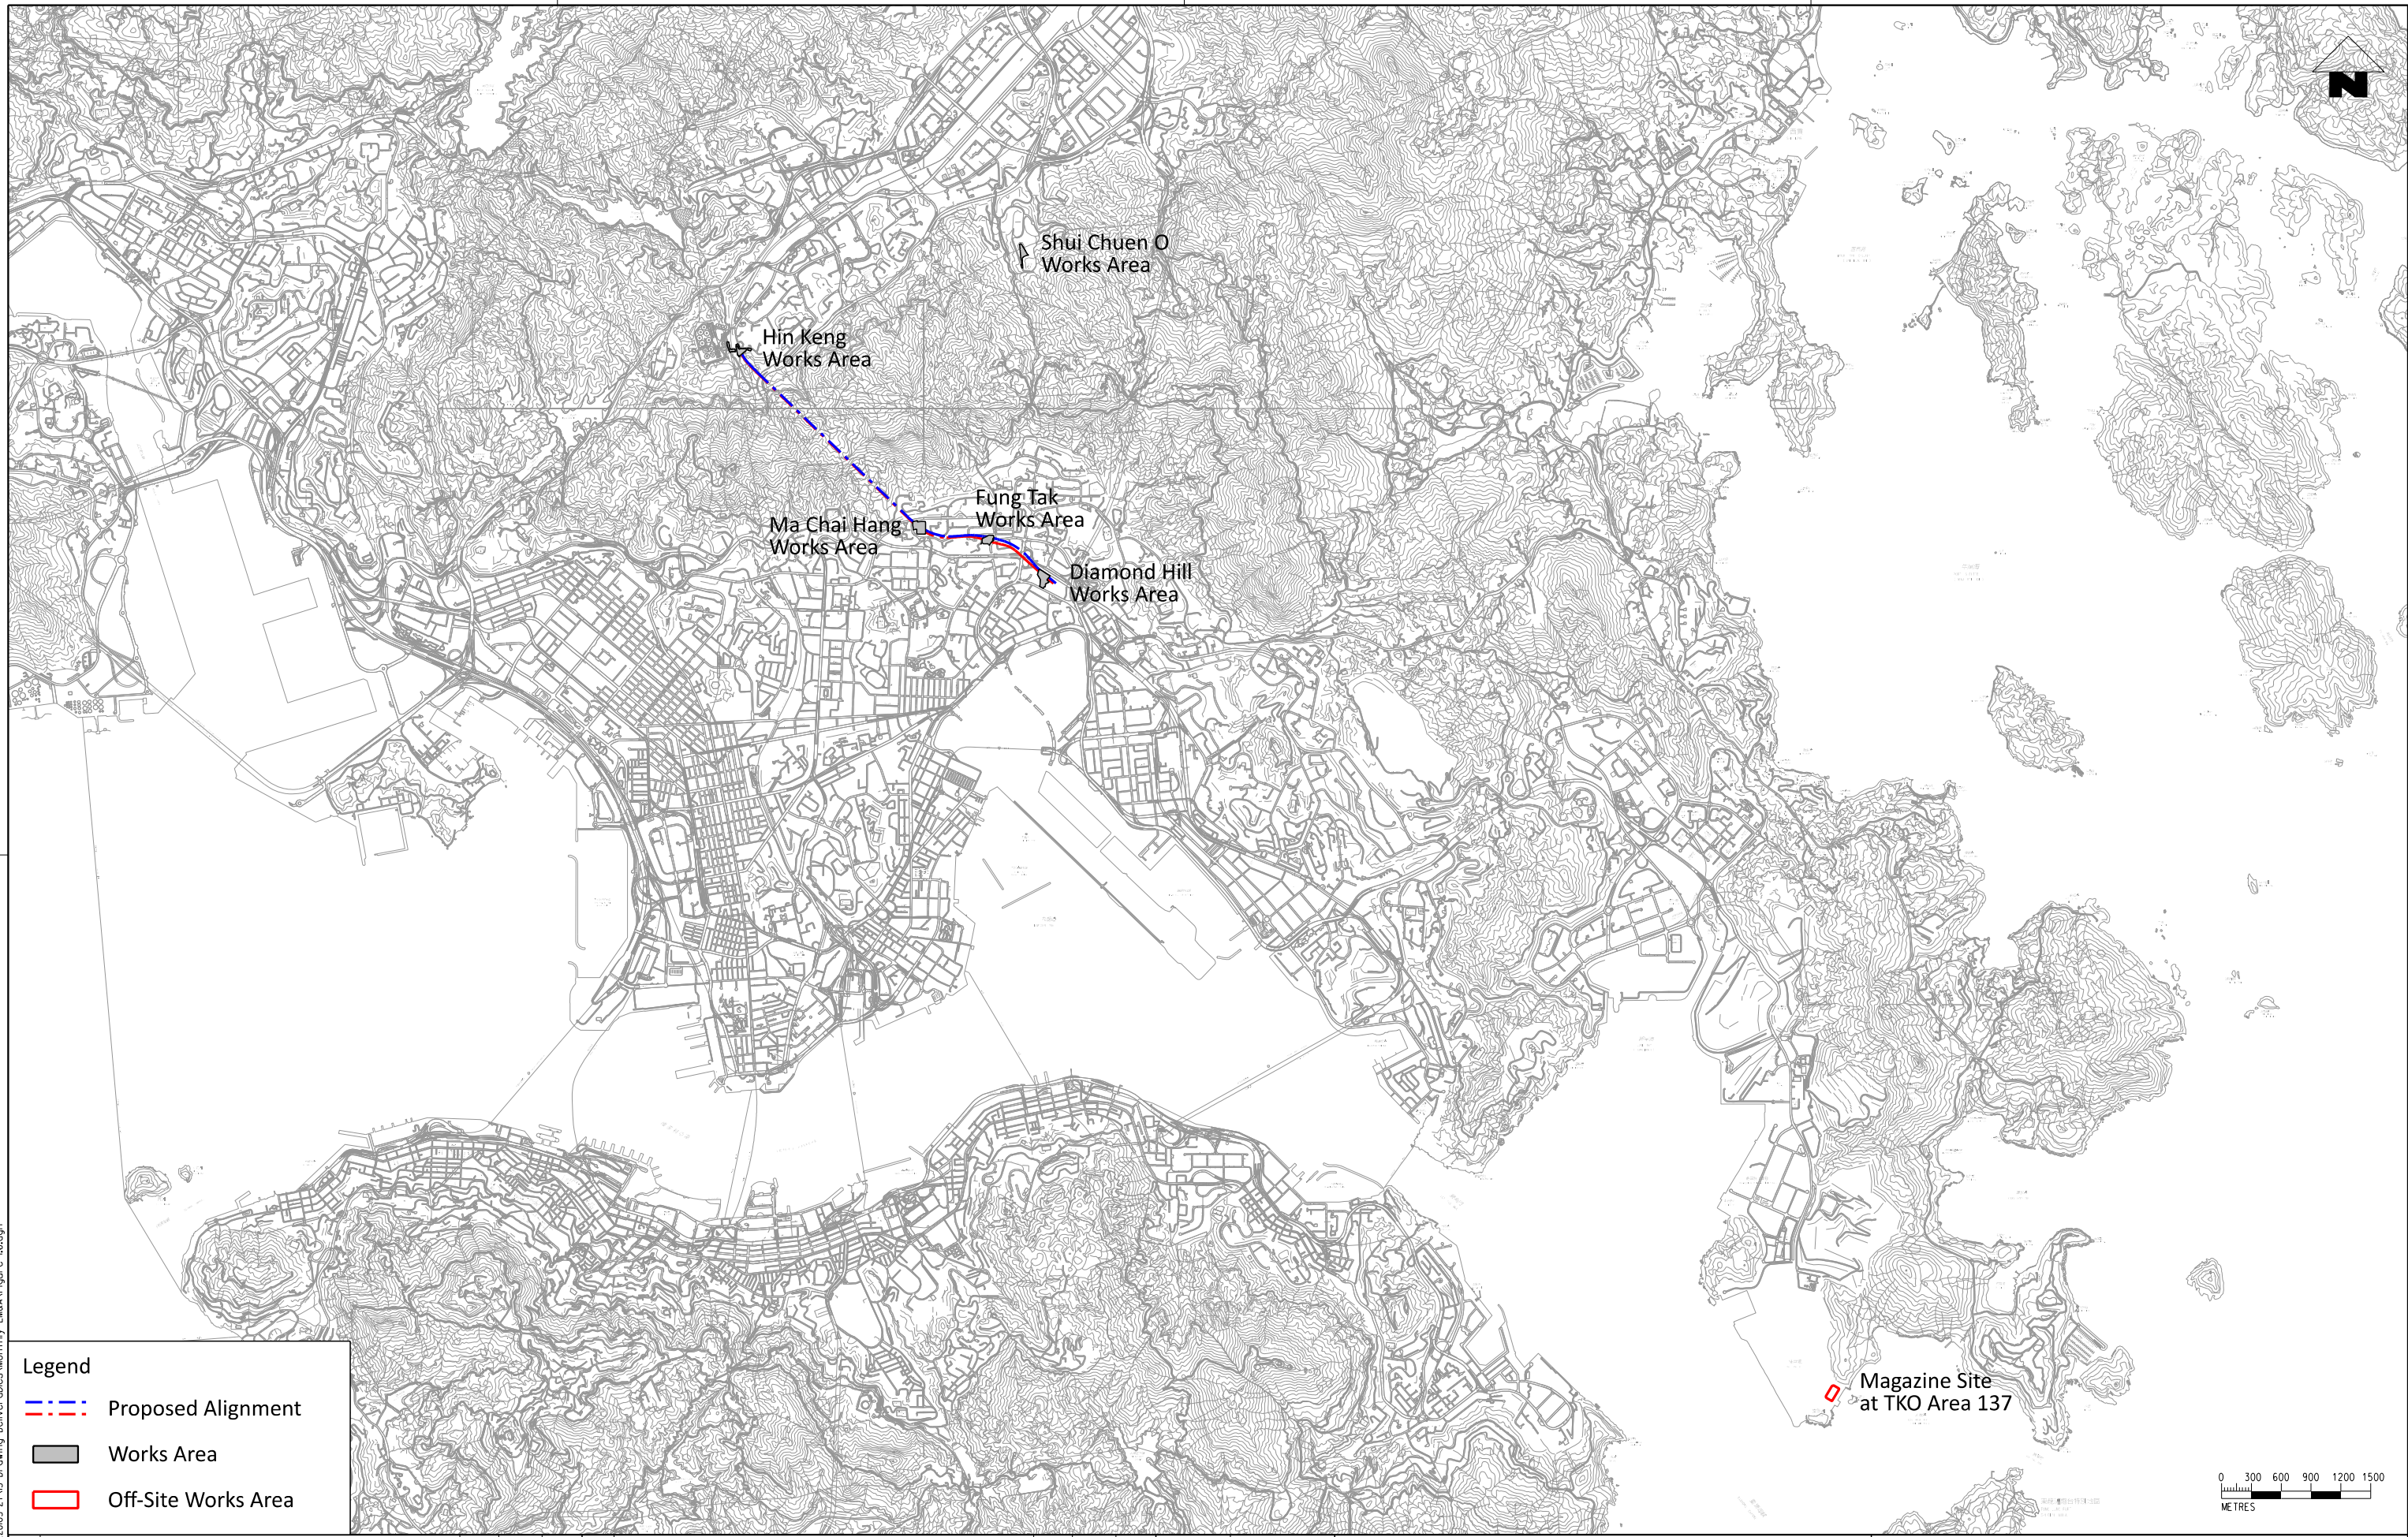 N
Shui Chuen O
Works Area
Hin Keng
Works Area
Fung Tak
Works Area
Ma Chai Hang
Works Area
Diamond Hill
Works Area
Magazine Site
at TKO Area 137
Legend
Proposed Alignment
Works Area
Off-Site Works Area
0 300 600 900 1200 1500
METRES